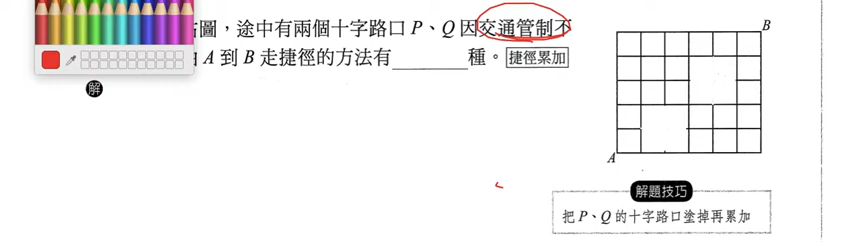 圖，途中有兩個十字路口 P、Q 因交通管制不
A 到 B 走捷徑的方法有______種。捷徑累加
解
B
A
解題技巧
把 P、Q 的十字路口塗掉再累加